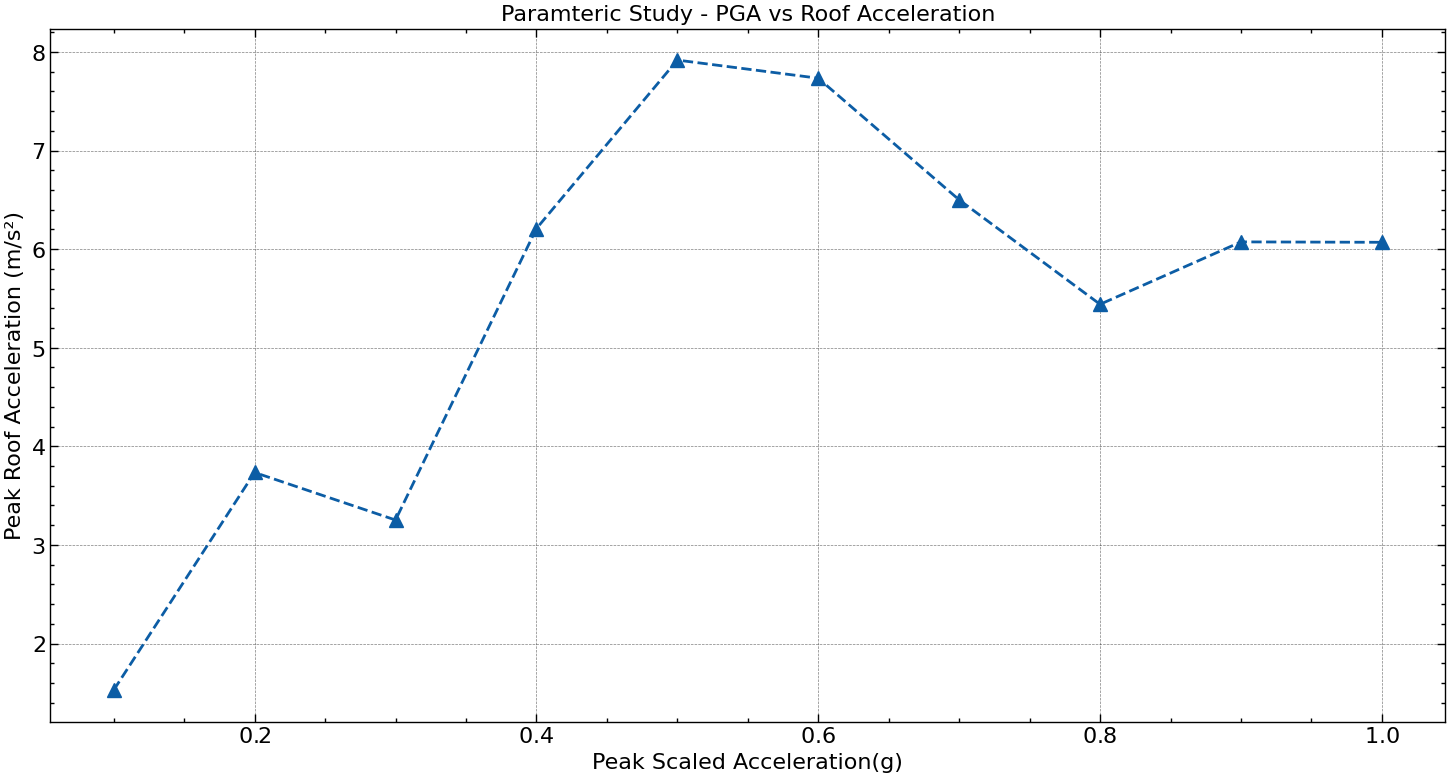 Paramteric Study - PGA vs Roof Acceleration
Peak Roof Acceleration (m/s²)
8
7
6
5
4
3
2
0.2 0.4 0.6 0.8 1.0
Peak Scaled Acceleration(g)